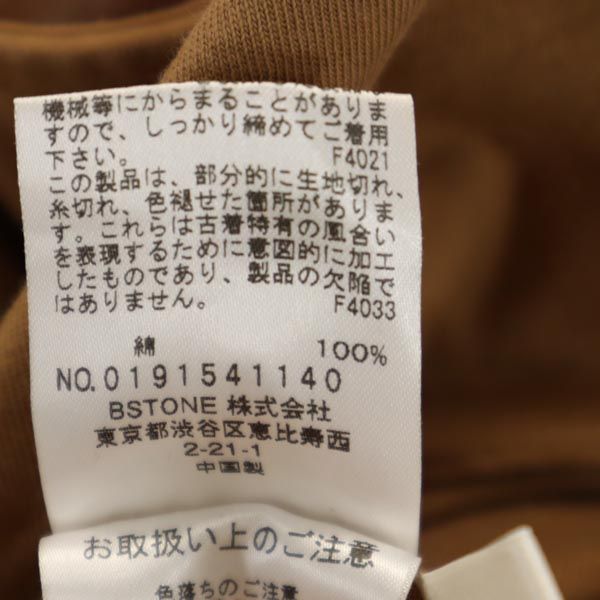 機械等にからまることがありま
すので、しっかり締めてご着用
下さい。 F4021
この製品は、部分的に生地切れ、
糸切れ、色褪せた箇所がありま
す。これらは古着特有の風合い
を表現するために意図的に加工
したものであり、製品の欠陥で
はありません。 F4033
綿 100%
NO.0191541140
BSTONE 株式会社
東京都渋谷区恵比寿西
2-21-1
中国製
お取扱い上のご注意
色落ちのご注意